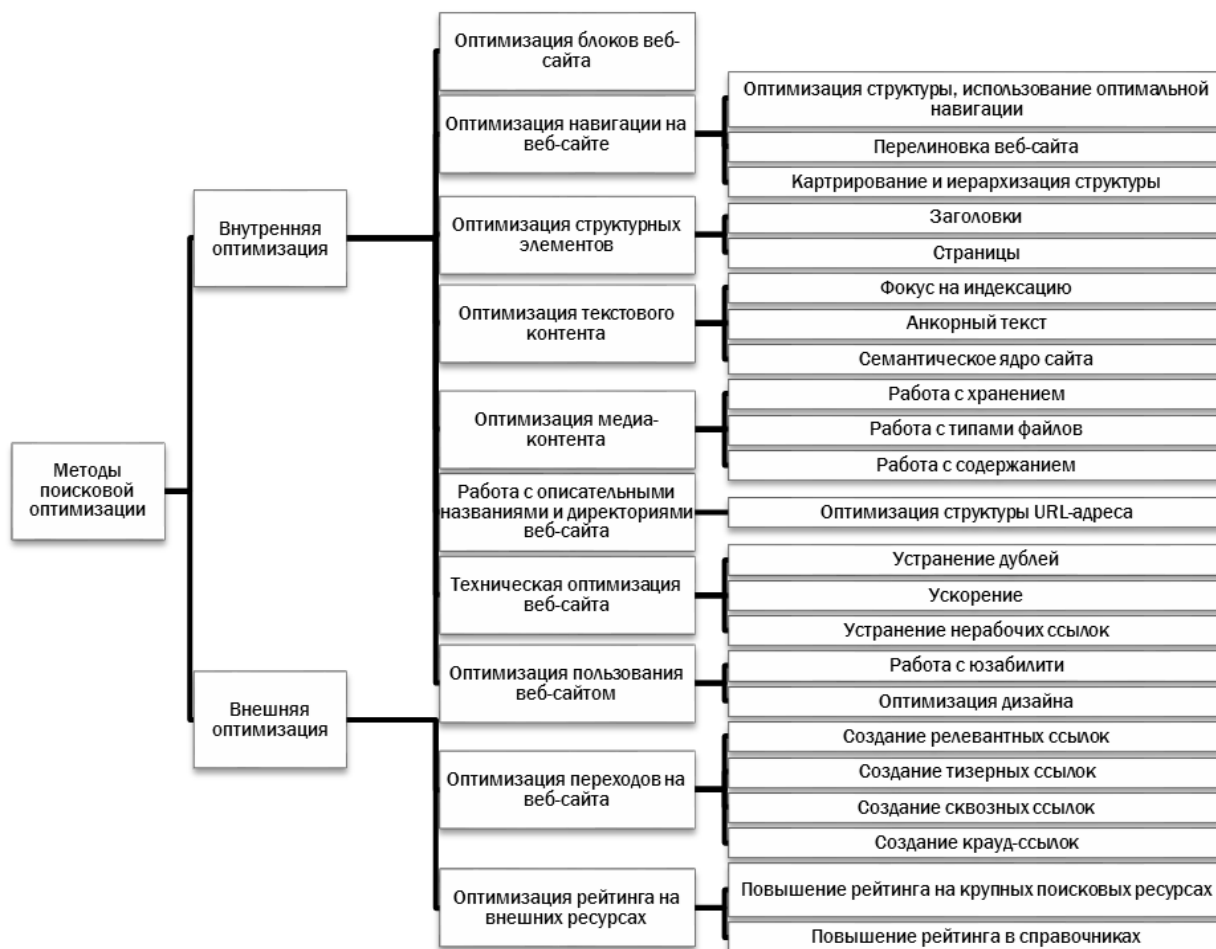 Методы
поисковой
оптимизации
Внутренняя
оптимизация
Оптимизация блоков веб-
сайта
Оптимизация навигации на
веб-сайте
Оптимизация структуры, использование оптимальной
навигации
Перелиновка веб-сайта
Картрирование и иерархизация структуры
Оптимизация структурных
элементов
Заголовки
Страницы
Оптимизация текстового
контента
Фокус на индексацию
Анкорный текст
Семантическое ядро сайта
Оптимизация медиа-
контента
Работа с хранением
Работа с типами файлов
Работа с содержанием
Работа с описательными
названиями и директориями
веб-сайта
Оптимизация структуры URL-адреса
Техническая оптимизация
веб-сайта
Устранение дублей
Ускорение
Устранение нерабочих ссылок
Оптимизация пользования
веб-сайтом
Работа с юзабилити
Оптимизация дизайна
Внешняя
оптимизация
Оптимизация переходов на
веб-сайта
Создание релевантных ссылок
Создание тизерных ссылок
Создание сквозных ссылок
Создание крауд-ссылок
Оптимизация рейтинга на
внешних ресурсах
Повышение рейтинга на крупных поисковых ресурсах
Повышение рейтинга в справочниках